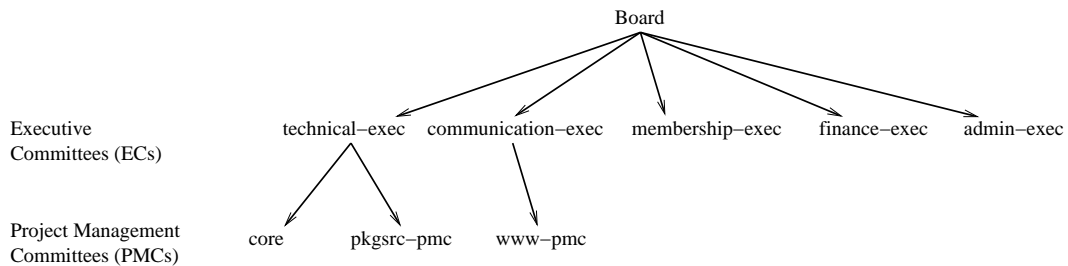 Board
Executive
Committees (ECs)
technical−exec communication−exec membership−exec finance−exec admin−exec
Project Management
Committees (PMCs)
core pkgsrc−pmc www−pmc